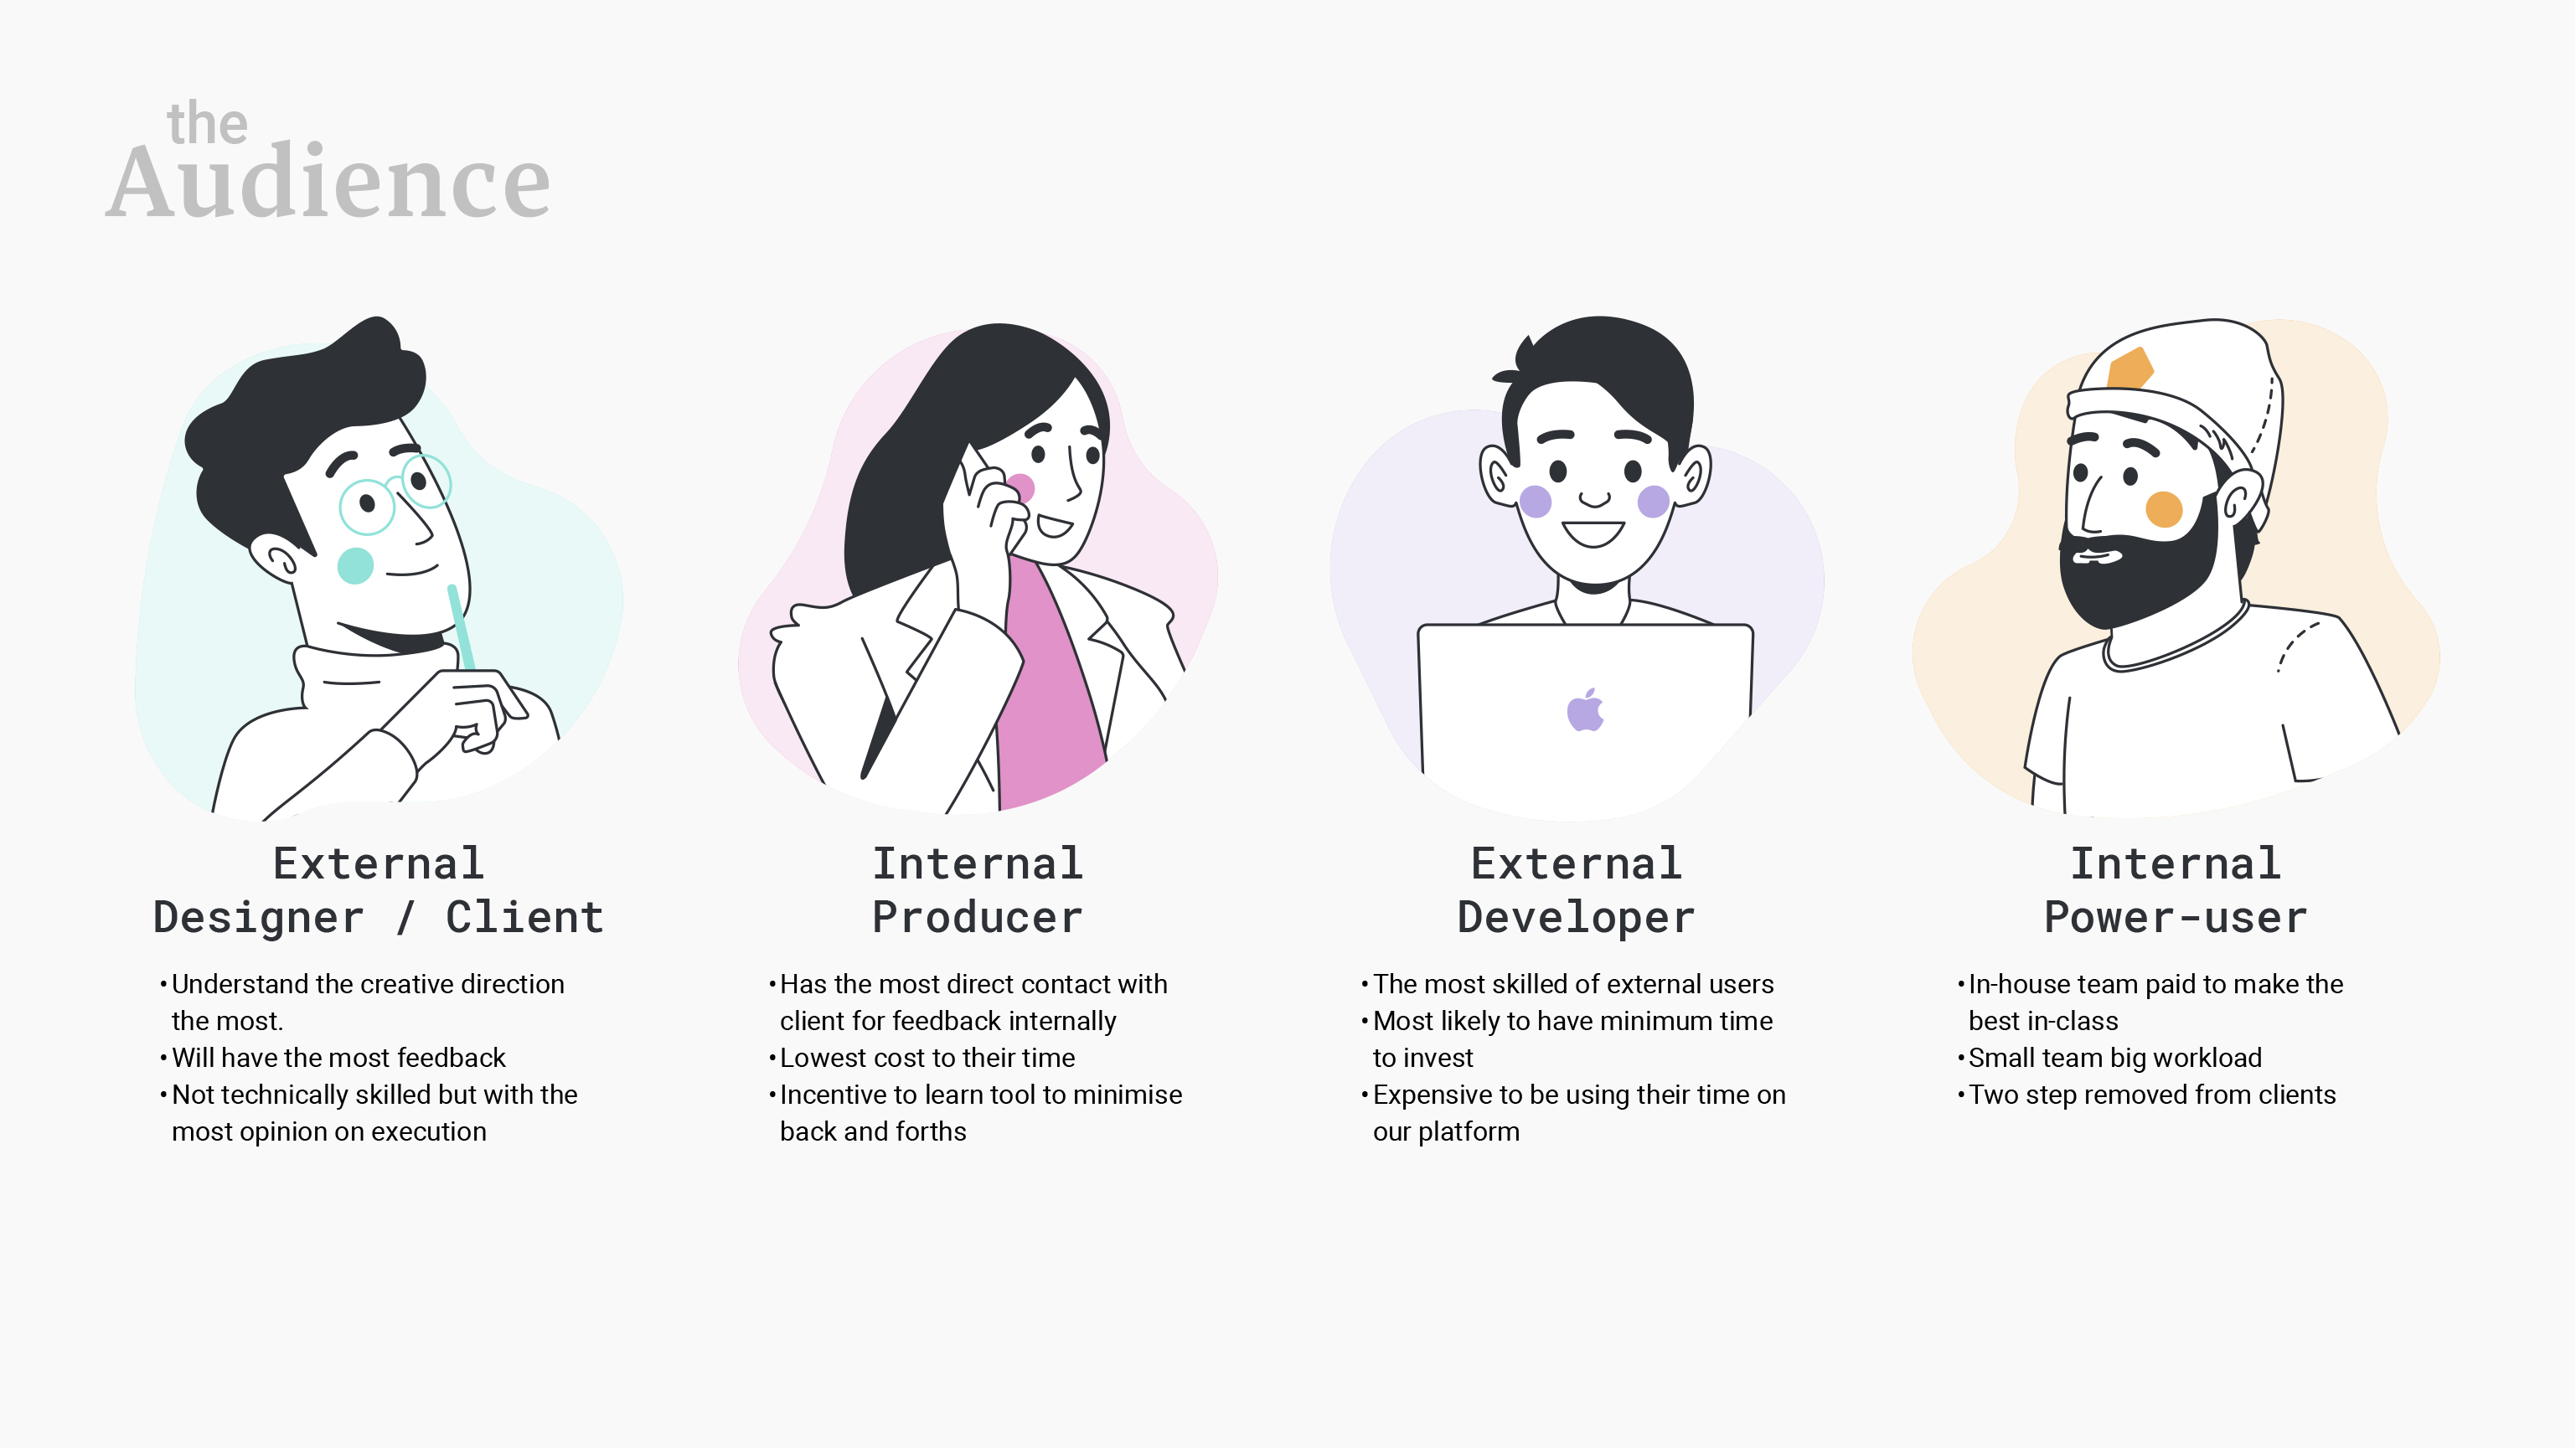 the
Audience
External
Designer / Client
• Understand the creative direction
the most.
• Will have the most feedback
• Not technically skilled but with the
most opinion on execution
Internal
Producer
• Has the most direct contact with
client for feedback internally
• Lowest cost to their time
• Incentive to learn tool to minimise
back and forths
External
Developer
• The most skilled of external users
• Most likely to have minimum time
to invest
• Expensive to be using their time on
our platform
Internal
Power-user
• In-house team paid to make the
best in-class
• Small team big workload
• Two step removed from clients